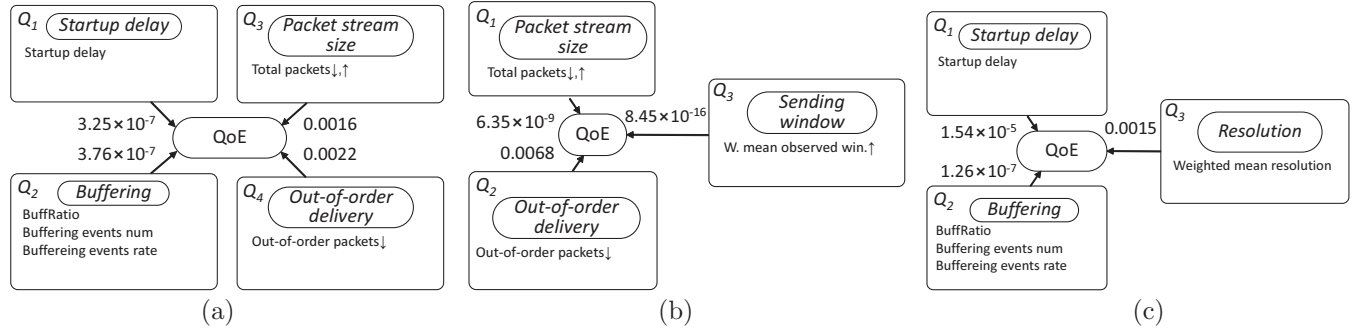 Q1 Startup delay
Startup delay
Q3 Packet stream
size
Total packets↓,↑
3.25×10-7
0.0016
QoE
3.76×10-7
0.0022
Q2 Buffering
BuffRatio
Buffering events num
Buffereing events rate
Q4 Out-of-order
delivery
Out-of-order packets↓
(a)
Q1 Packet stream
size
Total packets↓,↑
6.35×10-9
QoE
8.45×10-16
0.0068
Q3 Sending
window
W. mean observed win.↑
Q2 Out-of-order
delivery
Out-of-order packets↓
(b)
Q1 Startup delay
Startup delay
1.54×10-5
QoE
0.0015
1.26×10-7
Q3 Resolution
Weighted mean resolution
Q2 Buffering
BuffRatio
Buffering events num
Buffereing events rate
(c)